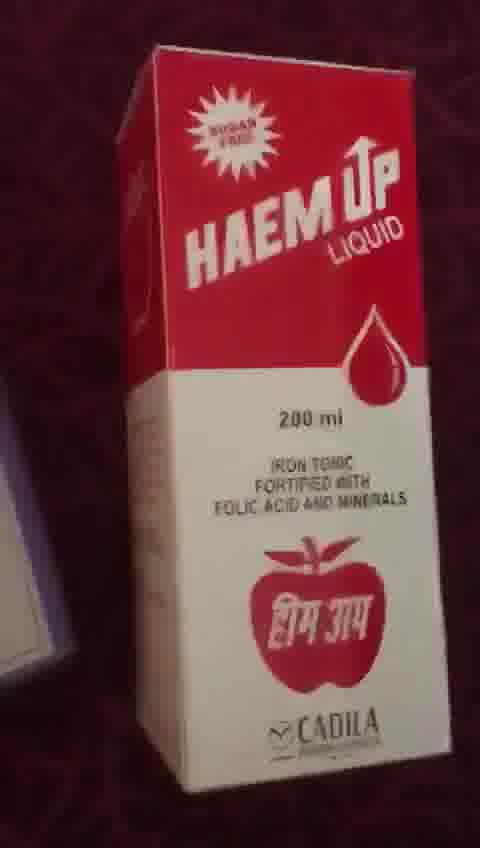 SUGAR
FREE
HAEM UP
LIQUID
200 ml
IRON TONIC
FORTIFIED WITH
FOLIC ACID AND MINERALS
हीम अप
CADILA